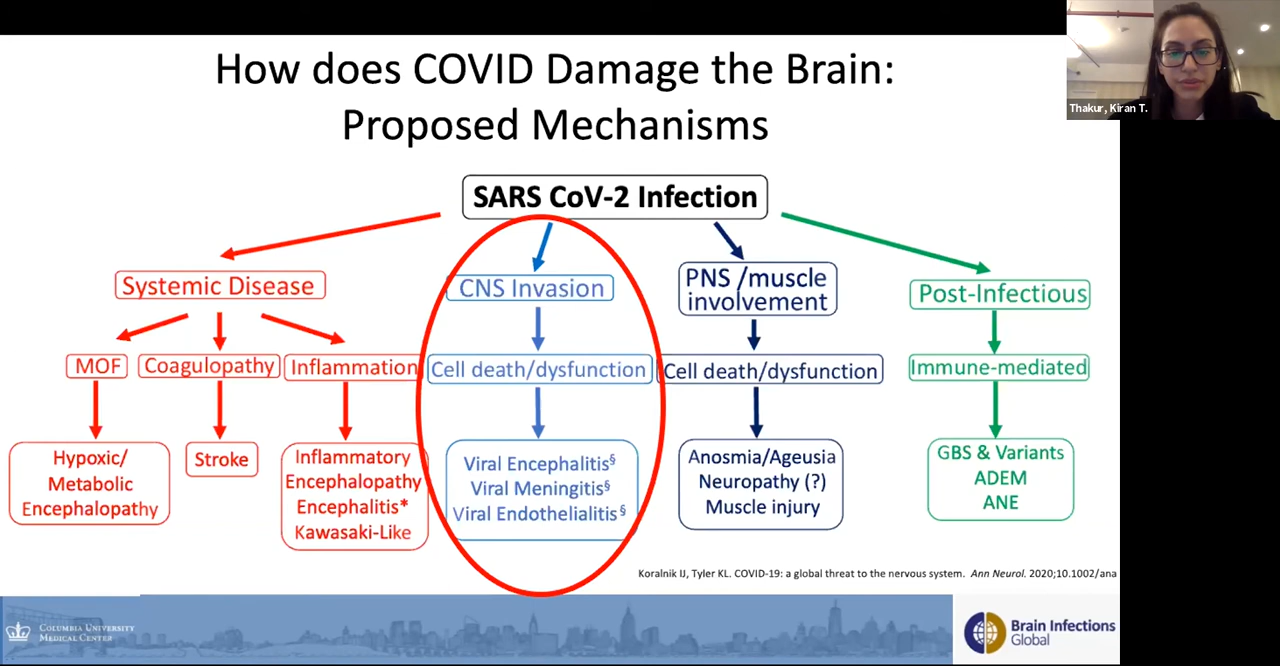 How does COVID Damage the Brain:
Proposed Mechanisms
Thakur, Kiran T.
SARS CoV-2 Infection
Systemic Disease
CNS Invasion
PNS /muscle
involvement
Post-Infectious
MOF
Coagulopathy
Inflammation
Cell death/dysfunction
Cell death/dysfunction
Immune-mediated
Hypoxic/
Metabolic
Encephalopathy
Stroke
Inflammatory
Encephalopathy
Encephalitis*
Kawasaki-Like
Viral Encephalitis§
Viral Meningitis§
Viral Endothelialitis§
Anosmia/Ageusia
Neuropathy (?)
Muscle injury
GBS & Variants
ADEM
ANE
Koralnik IJ, Tyler KL. COVID-19: a global threat to the nervous system. Ann Neurol. 2020;10.1002/ana
COLUMBIA UNIVERSITY
MEDICAL CENTER
Brain Infections
Global